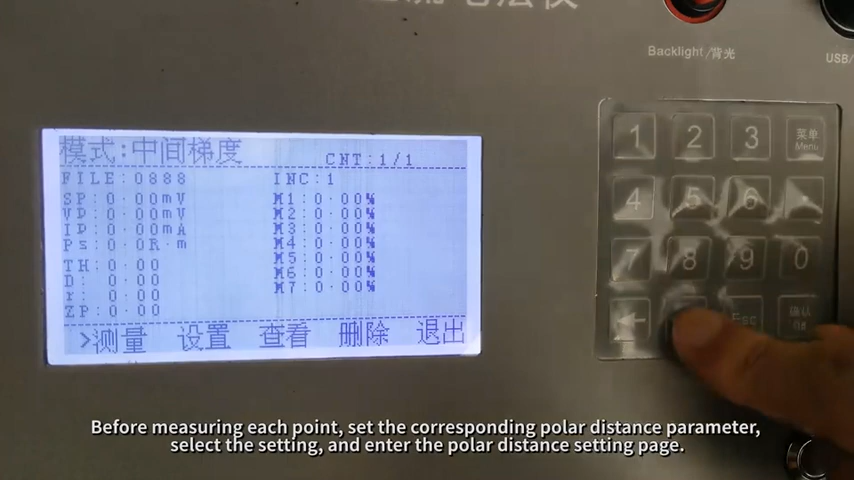 Backlight/背光
USB/
模式:中间梯度
CNT:1/1
FILE:0888
INC:1
SP:0.00mV
M1:0.00%
VP:0.00mV
M2:0.00%
IP:0.00mA
M3:0.00%
Ps:0.0R·m
M4:0.00%
M5:0.00%
TH:0.00
M6:0.00%
D: 0.00
M7:0.00%
r: 0.00
ZP:0.00
>测量 设置 查看 删除 退出
1 2 3 菜单
Menu
4 5 6
7 8 9 0
← Esc 确认
Before measuring each point, set the corresponding polar distance parameter,
select the setting, and enter the polar distance setting page.